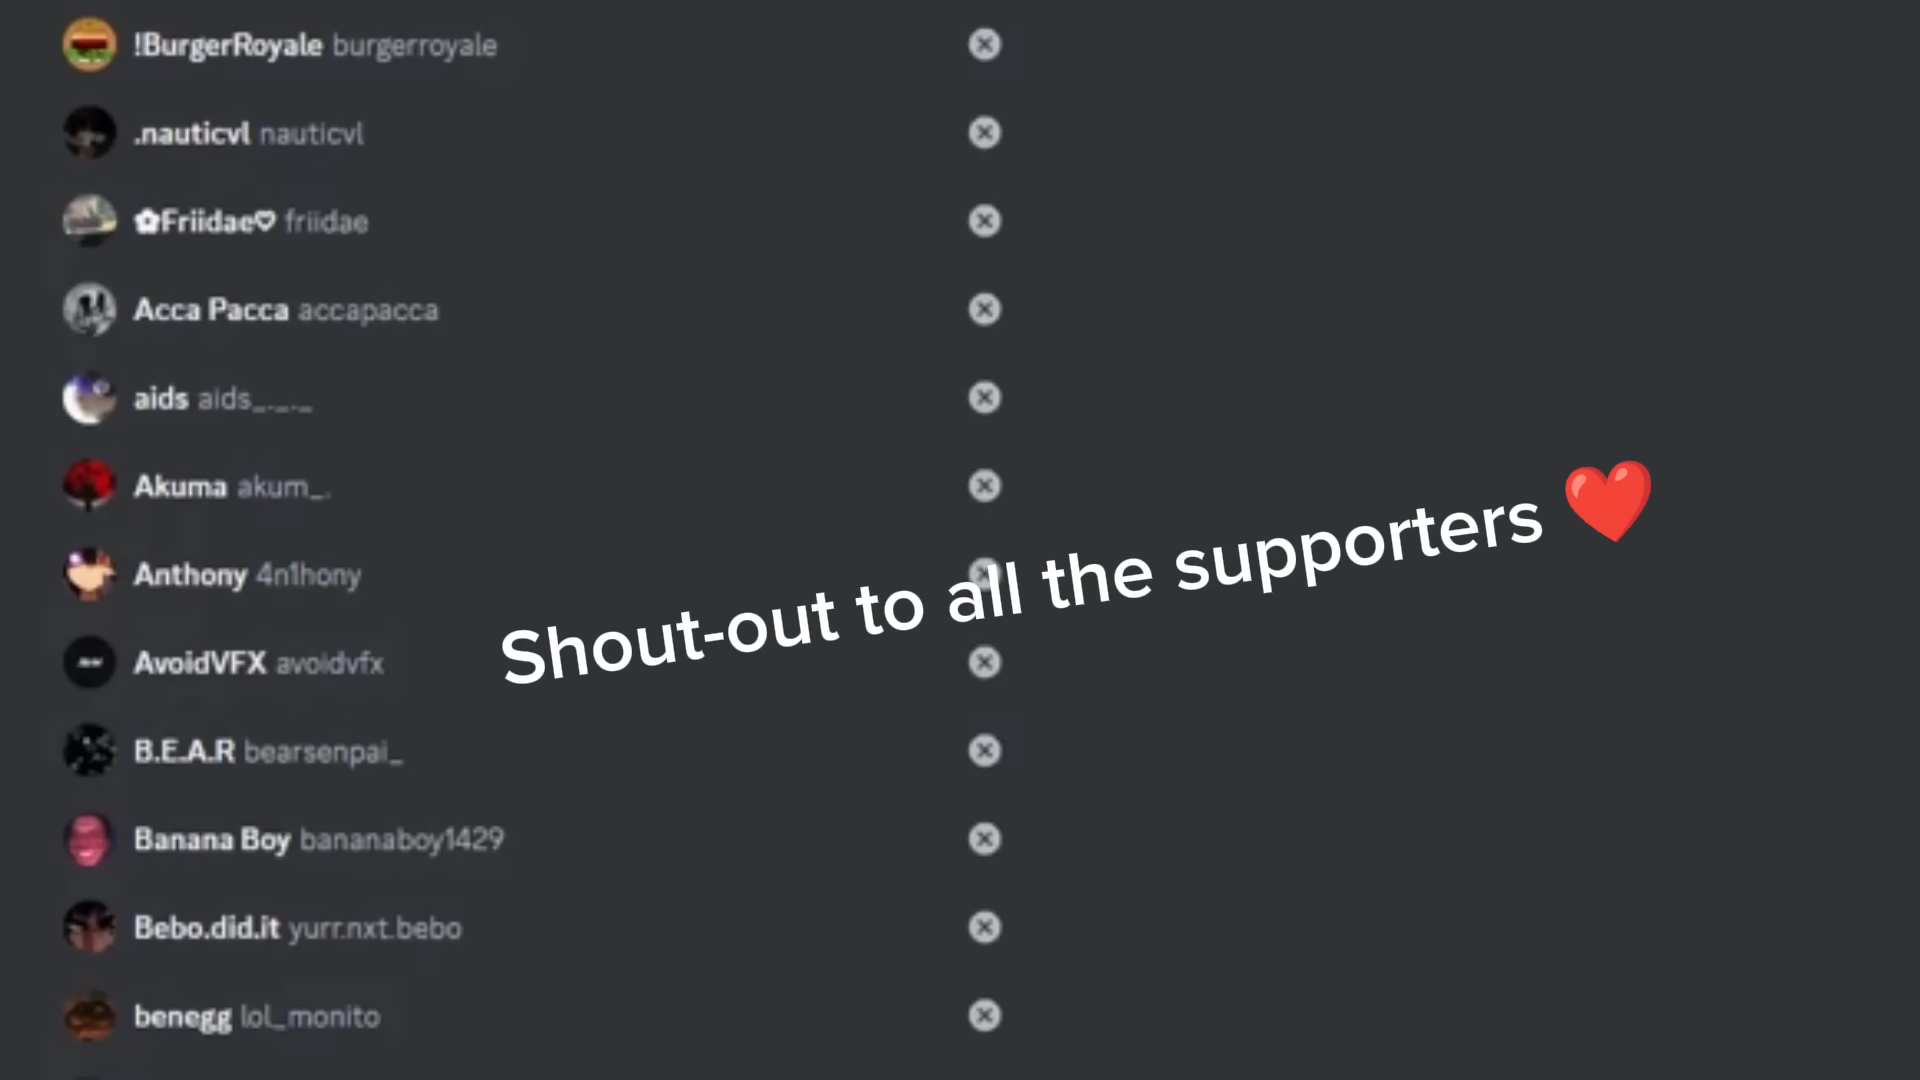 !BurgerRoyale burgerroyale
.nauticvl nauticvl
✿Friidae♡ friidae
Acca Pacca accapacca
aids aids_._._
Akuma akum_.
Anthony 4n1hony
AvoidVFX avoidvfx
B.E.A.R bearsenpai_
Banana Boy bananaboy1429
Bebo.did.it yurr.nxt.bebo
benegg lol_monito
Shout-out to all the supporters ❤️